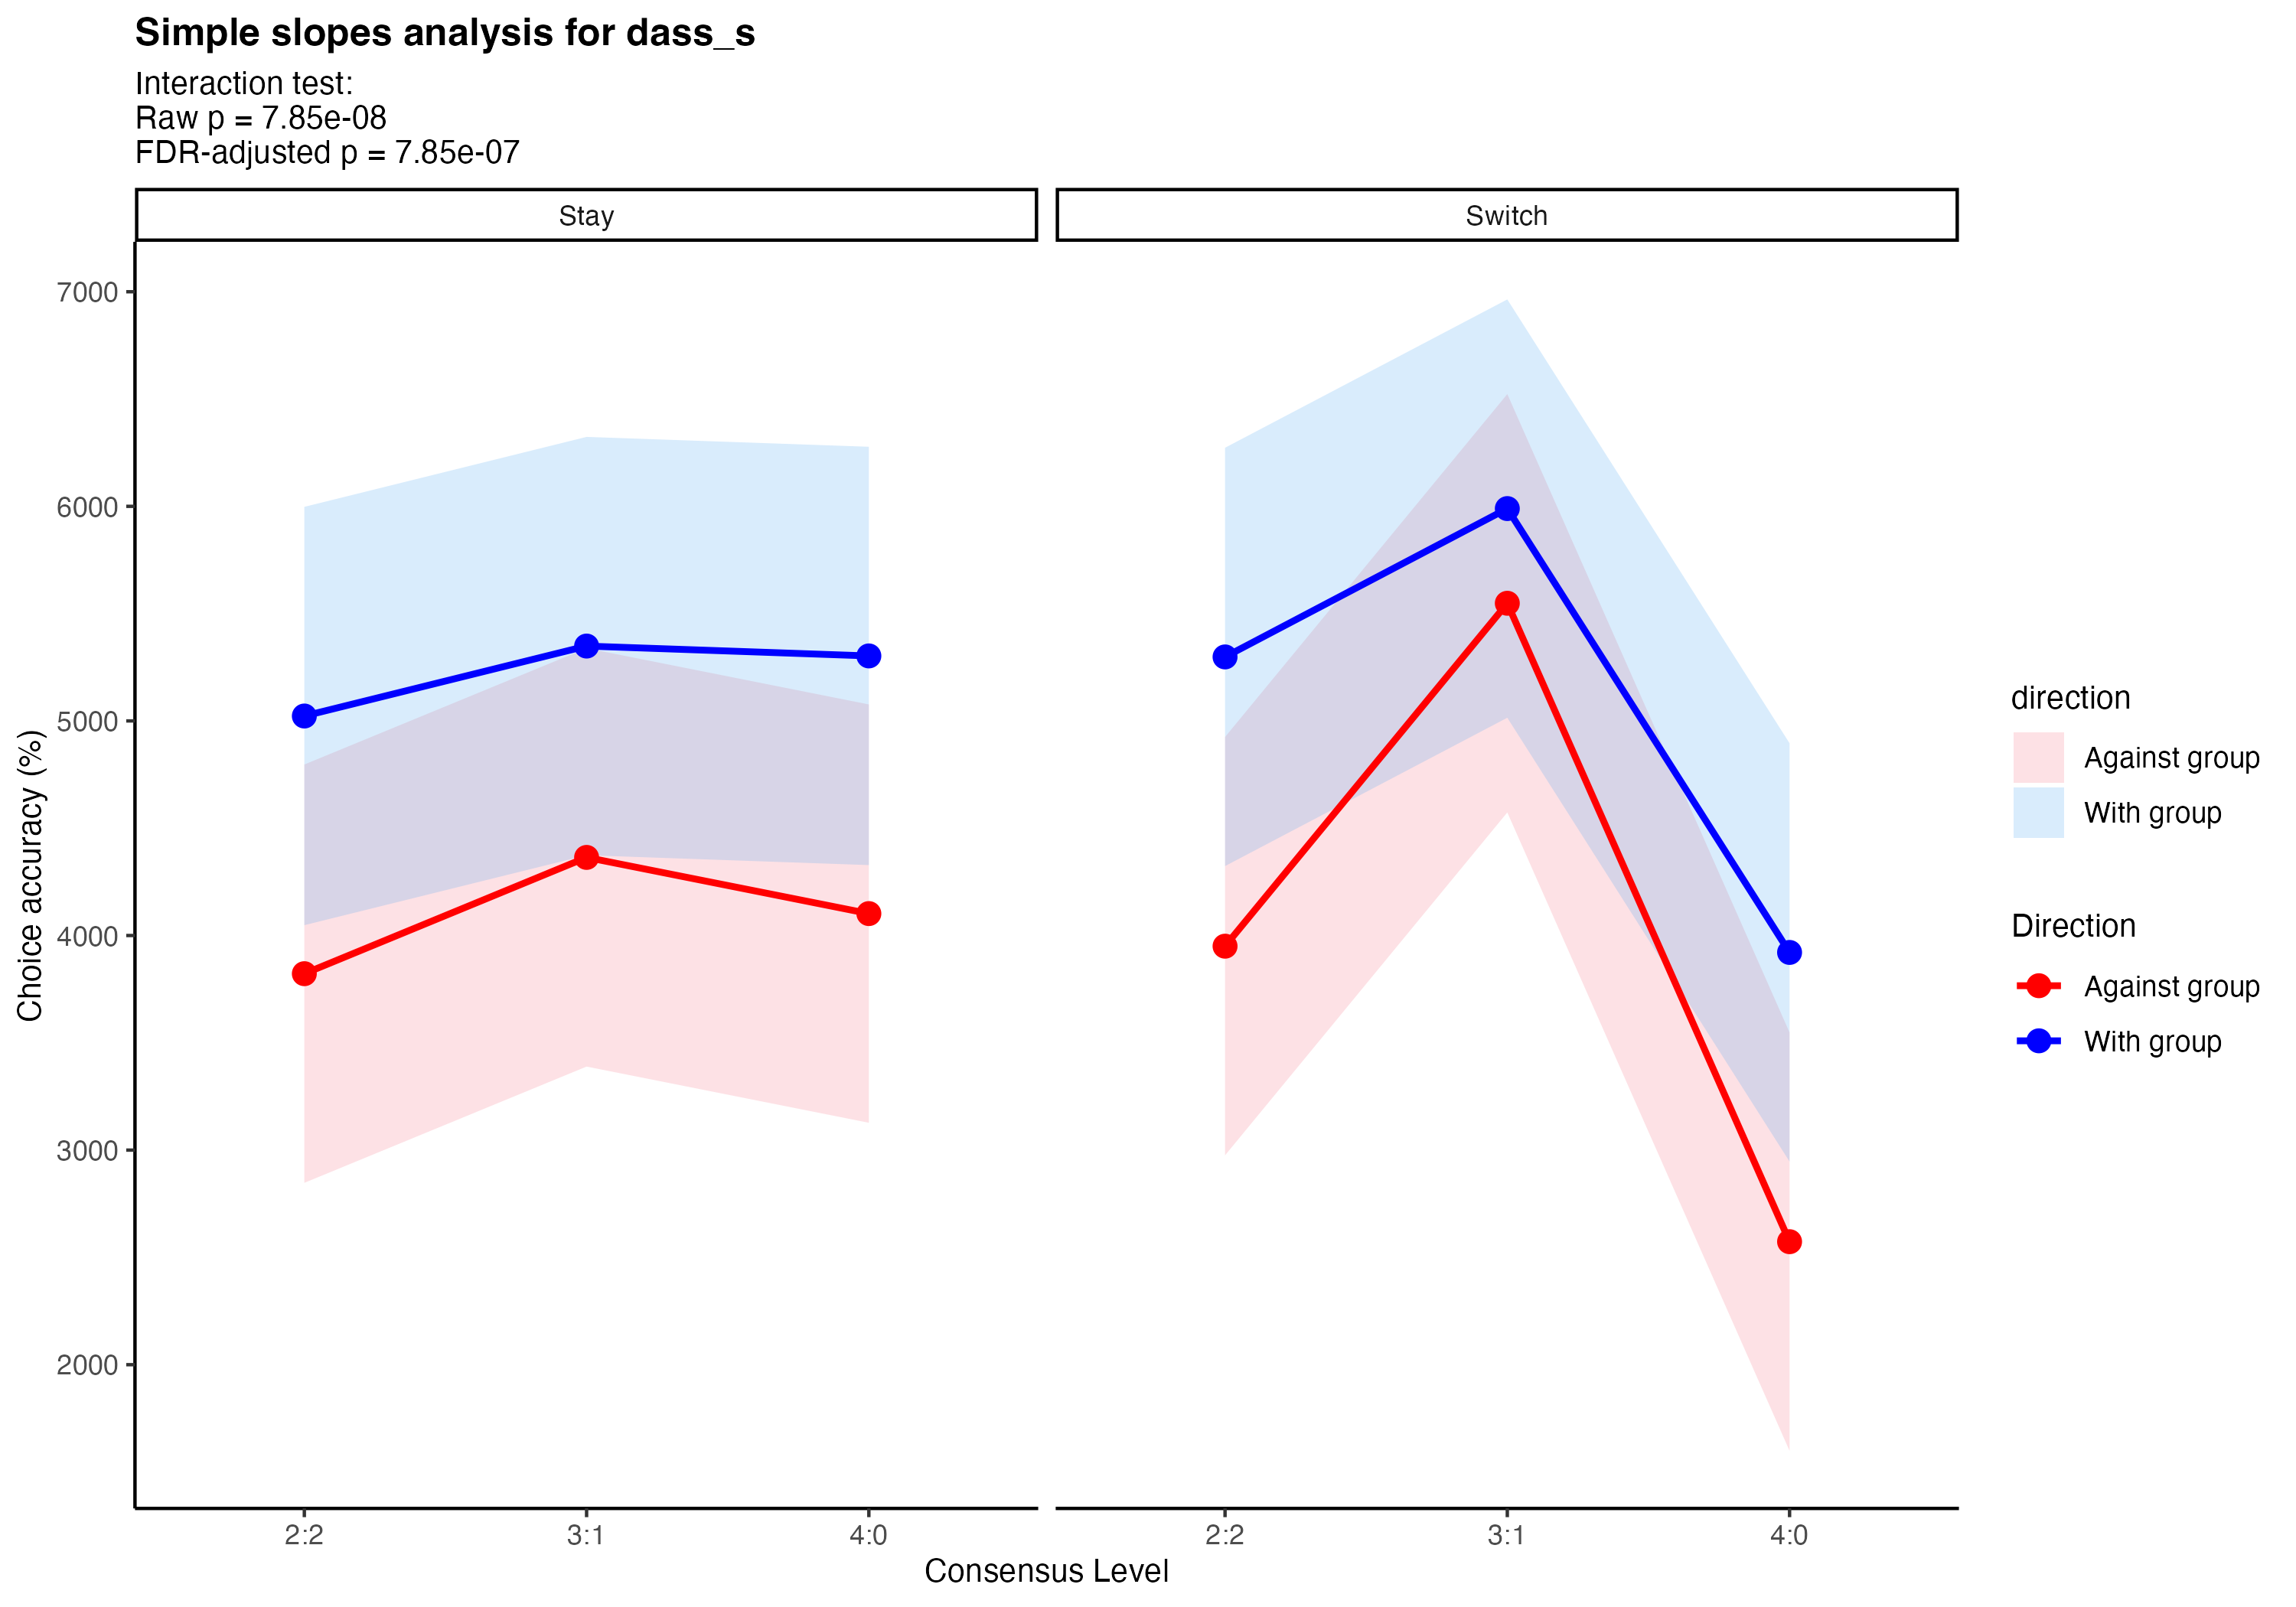 Simple slopes analysis for dass_s
Interaction test:
Raw p = 7.85e-08
FDR-adjusted p = 7.85e-07
Stay
Switch
Choice accuracy (%)
7000
6000
5000
4000
3000
2000
2:2
3:1
4:0
2:2
3:1
4:0
Consensus Level
direction
Against group
With group
Direction
Against group
With group